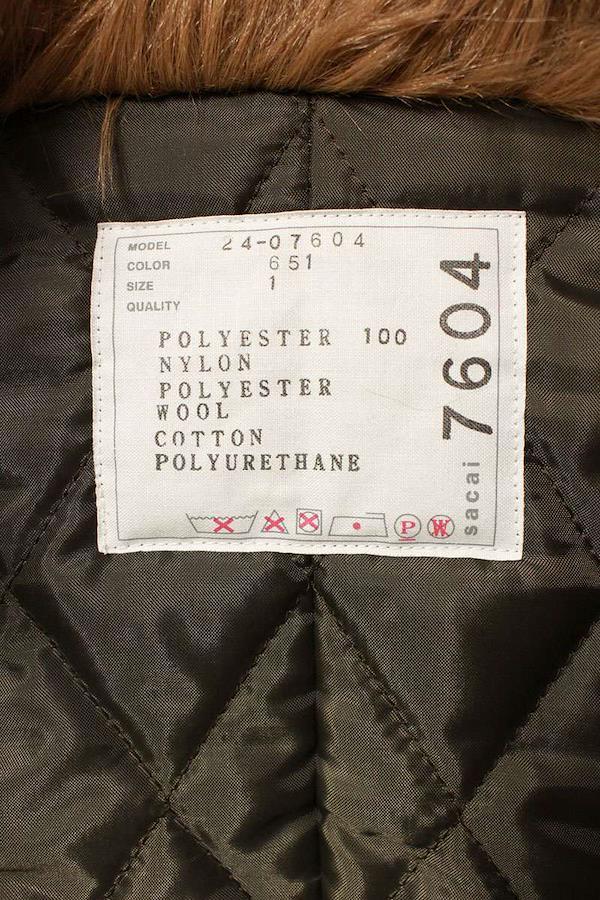 MODEL 24-07604
COLOR 651
SIZE 1
QUALITY
POLYESTER 100
NYLON
POLYESTER
WOOL
COTTON
POLYURETHANE
P W
sacai 7604